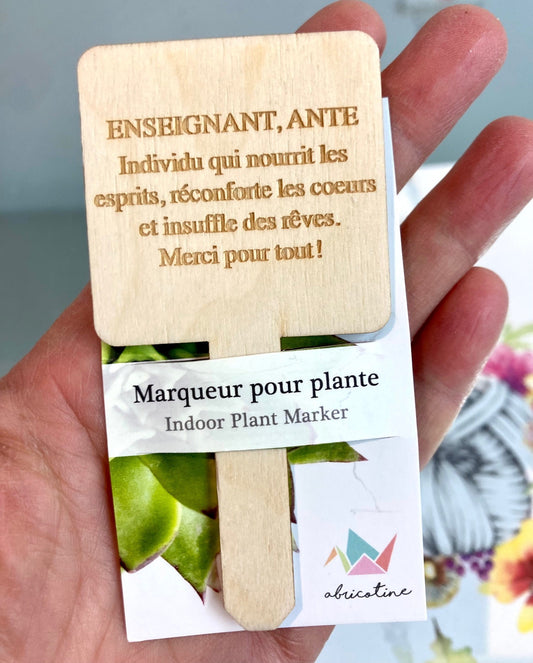 ENSEIGNANT, ANTE
Individu qui nourrit les
esprits, réconforte les coeurs
et insuffle des rêves.
Merci pour tout!
Marqueur pour plante
Indoor Plant Marker
abricotine